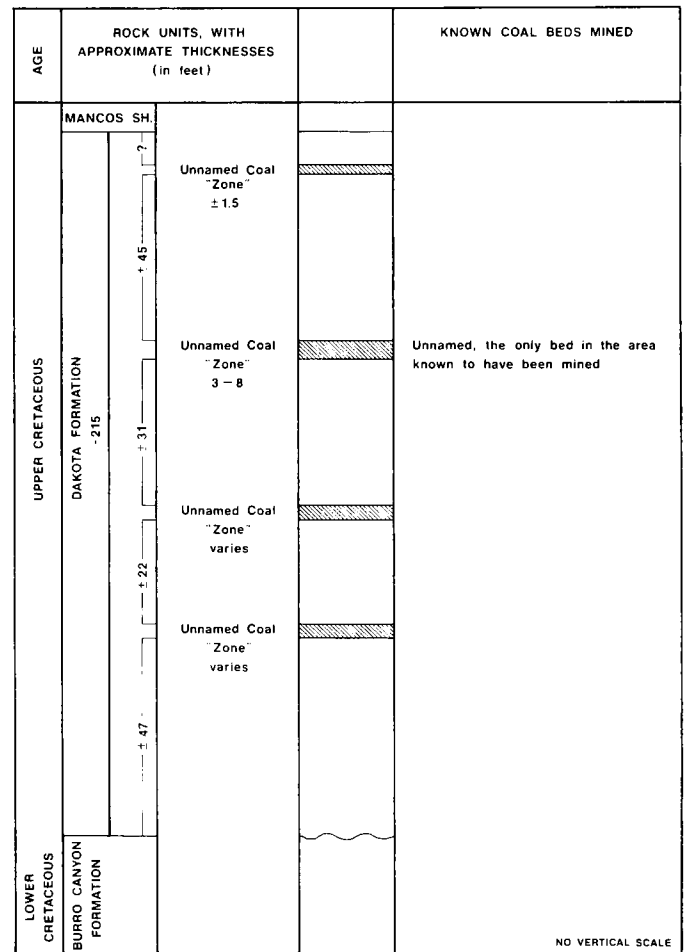 AGE
ROCK UNITS, WITH
APPROXIMATE THICKNESSES
(in feet)
KNOWN COAL BEDS MINED
UPPER CRETACEOUS
MANCOS SH.
DAKOTA FORMATION
-215
?
Unnamed Coal
"Zone"
±1.5
± 45
Unnamed Coal
"Zone"
3 – 8
Unnamed, the only bed in the area
known to have been mined
± 31
Unnamed Coal
"Zone"
varies
± 22
Unnamed Coal
"Zone"
varies
± 47
LOWER
CRETACEOUS
BURRO CANYON
FORMATION
NO VERTICAL SCALE